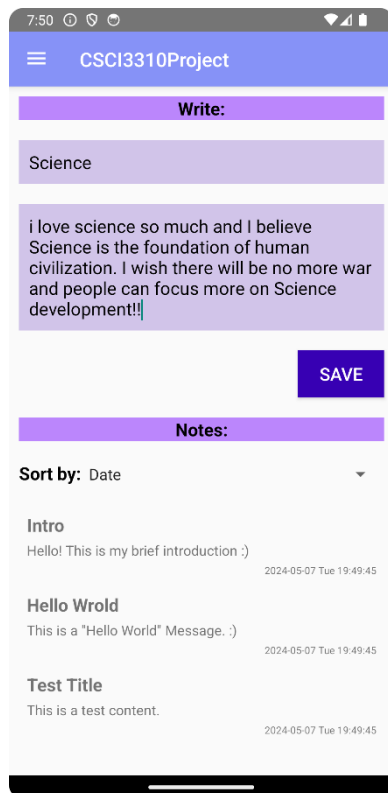 7:50
CSCI3310Project
Write:
Science
i love science so much and I believe
Science is the foundation of human
civilization. I wish there will be no more war
and people can focus more on Science
development!!
SAVE
Notes:
Sort by: Date
Intro
Hello! This is my brief introduction :)
2024-05-07 Tue 19:49:45
Hello Wrold
This is a "Hello World" Message. :)
2024-05-07 Tue 19:49:45
Test Title
This is a test content.
2024-05-07 Tue 19:49:45